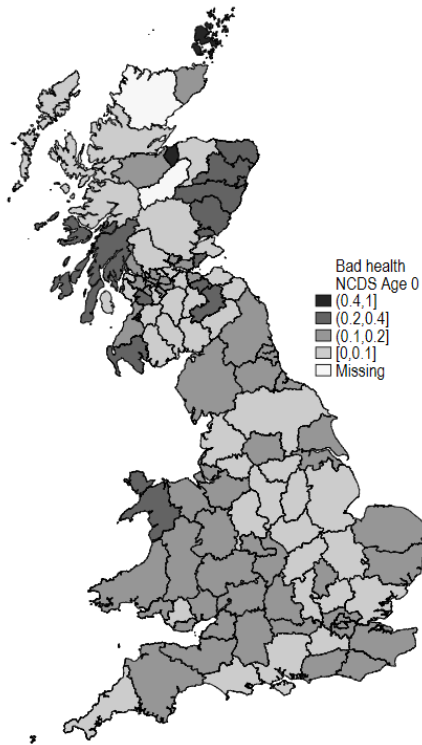 Bad health
NCDS Age 0
(0.4,1]
(0.2,0.4]
(0.1,0.2]
[0,0.1]
Missing